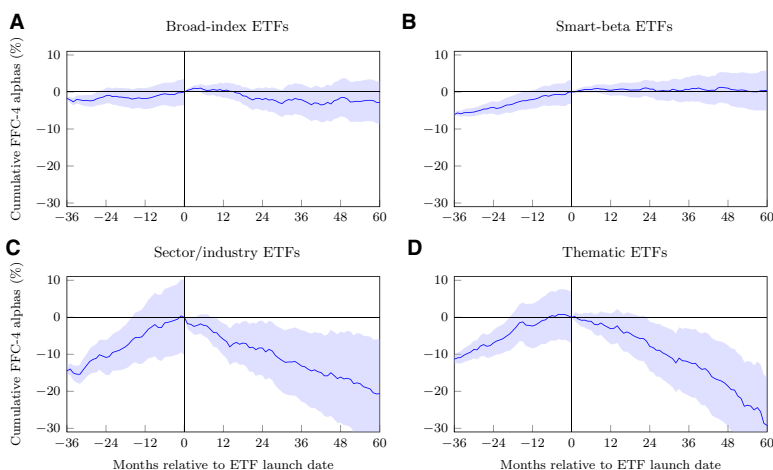 A
Broad-index ETFs
Cumulative FFC-4 alphas (%)
10
0
−10
−20
−30
−36 −24 −12 0 12 24 36 48 60
B
Smart-beta ETFs
10
0
−10
−20
−30
−36 −24 −12 0 12 24 36 48 60
C
Sector/industry ETFs
Cumulative FFC-4 alphas (%)
10
0
−10
−20
−30
−36 −24 −12 0 12 24 36 48 60
Months relative to ETF launch date
D
Thematic ETFs
10
0
−10
−20
−30
−36 −24 −12 0 12 24 36 48 60
Months relative to ETF launch date